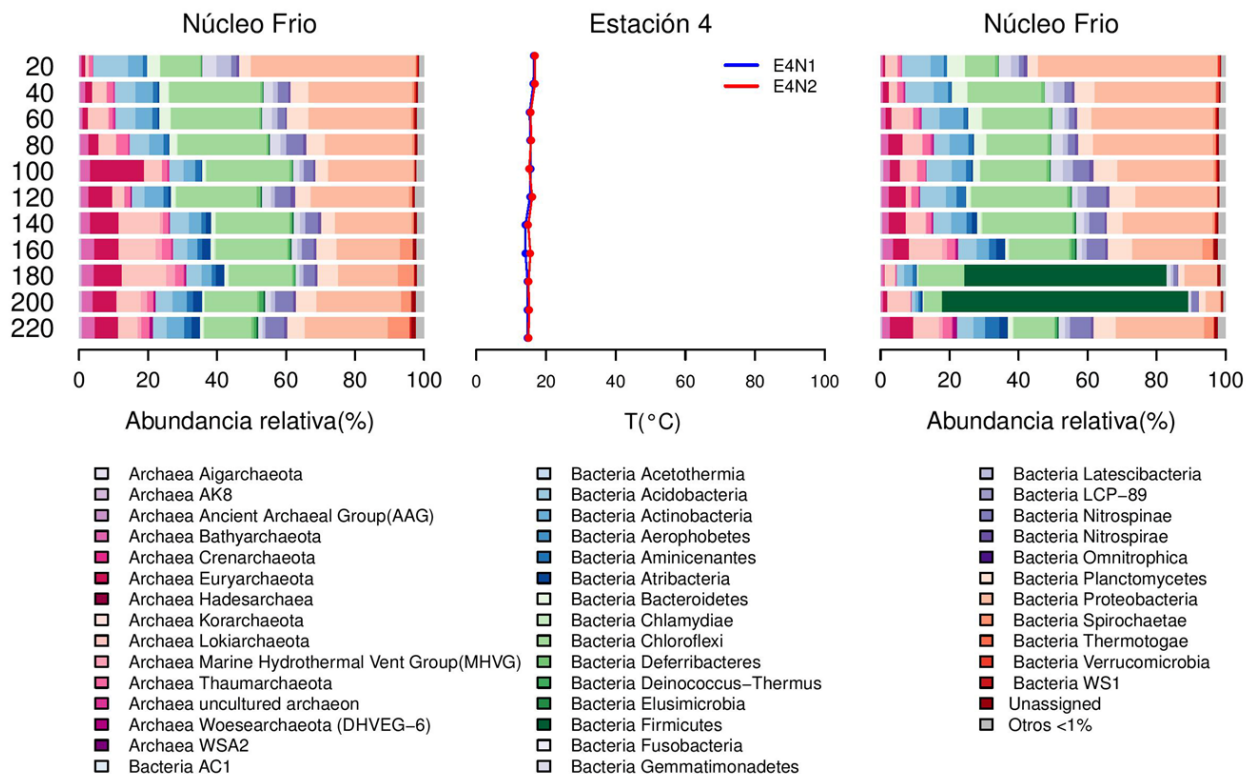 Núcleo Frio
Estación 4
Núcleo Frio
20
40
60
80
100
120
140
160
180
200
220
E4N1
E4N2
0 20 40 60 80 100
0 20 40 60 80 100
0 20 40 60 80 100
Abundancia relativa(%)
T(°C)
Abundancia relativa(%)
Archaea Aigarchaeota
Archaea AK8
Archaea Ancient Archaeal Group(AAG)
Archaea Bathyarchaeota
Archaea Crenarchaeota
Archaea Euryarchaeota
Archaea Hadesarchaea
Archaea Korarchaeota
Archaea Lokiarchaeota
Archaea Marine Hydrothermal Vent Group(MHVG)
Archaea Thaumarchaeota
Archaea uncultured archaeon
Archaea Woesearchaeota (DHVEG−6)
Archaea WSA2
Bacteria AC1
Bacteria Acetothermia
Bacteria Acidobacteria
Bacteria Actinobacteria
Bacteria Aerophobetes
Bacteria Aminicenantes
Bacteria Atribacteria
Bacteria Bacteroidetes
Bacteria Chlamydiae
Bacteria Chloroflexi
Bacteria Deferribacteres
Bacteria Deinococcus−Thermus
Bacteria Elusimicrobia
Bacteria Firmicutes
Bacteria Fusobacteria
Bacteria Gemmatimonadetes
Bacteria Latescibacteria
Bacteria LCP−89
Bacteria Nitrospinae
Bacteria Nitrospirae
Bacteria Omnitrophica
Bacteria Planctomycetes
Bacteria Proteobacteria
Bacteria Spirochaetae
Bacteria Thermotogae
Bacteria Verrucomicrobia
Bacteria WS1
Unassigned
Otros <1%